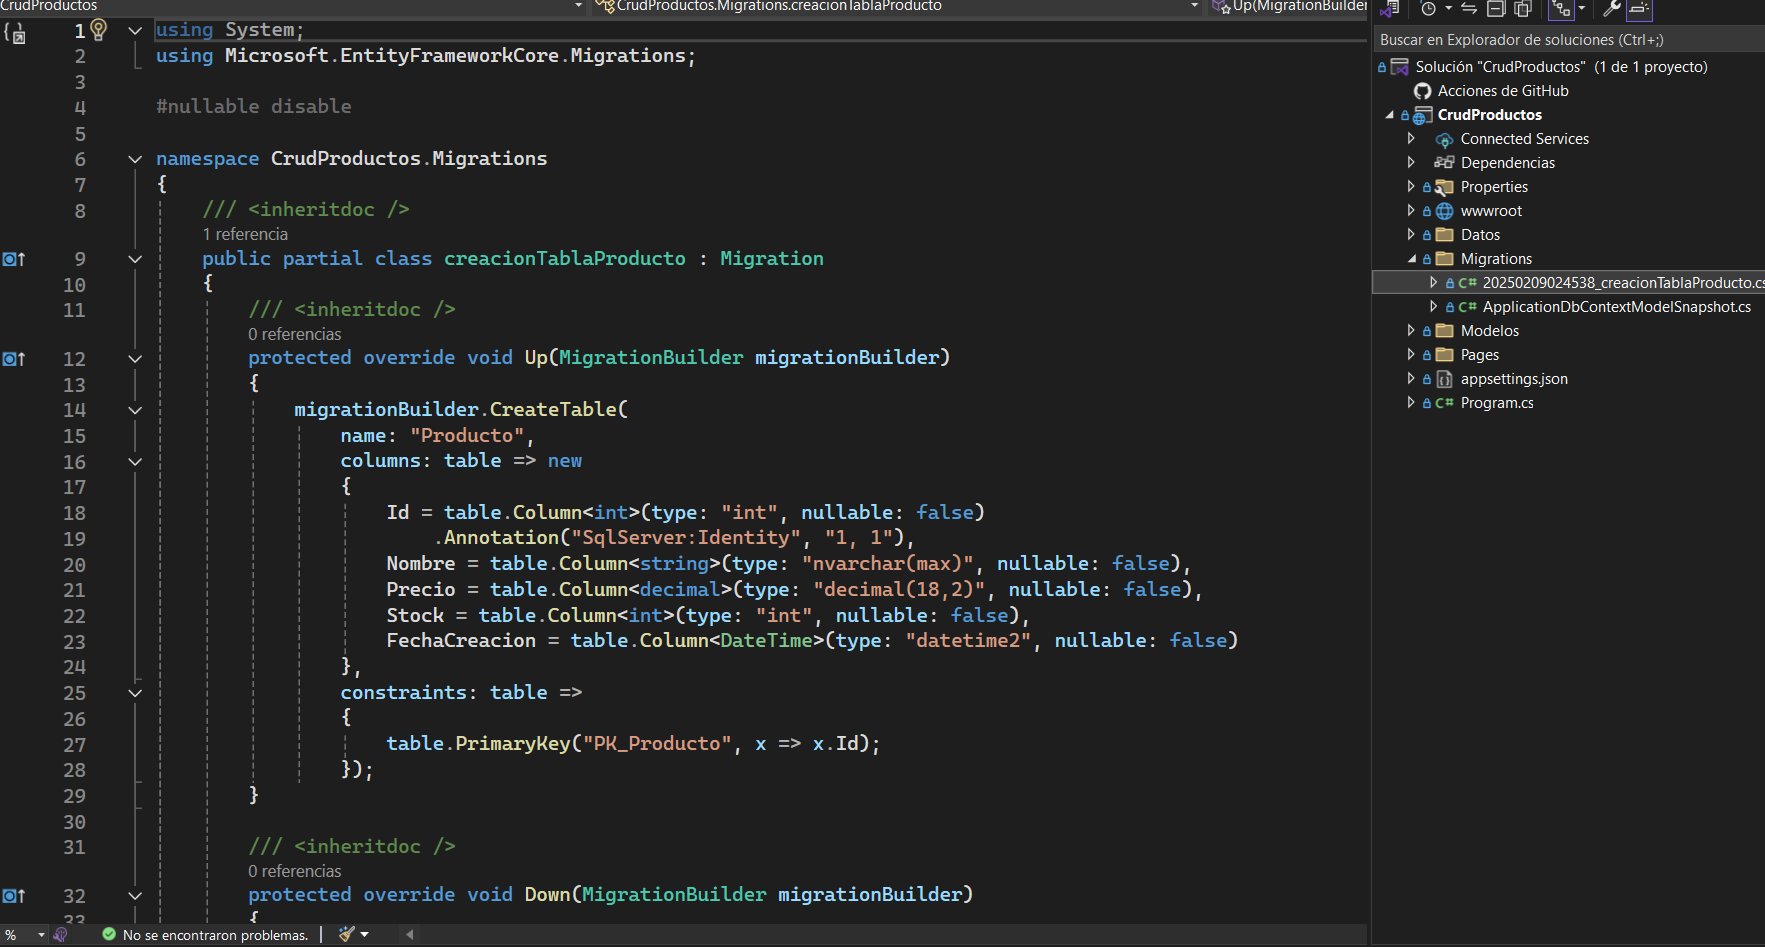 CrudProductos
CrudProductos.Migrations.creacionTablaProducto
Up(MigrationBuilder
1 using System;
2 using Microsoft.EntityFrameworkCore.Migrations;
3
4 #nullable disable
5
6 namespace CrudProductos.Migrations
7 {
8 /// <inheritdoc />
1 referencia
9 public partial class creacionTablaProducto : Migration
10 {
11 /// <inheritdoc />
0 referencias
12 protected override void Up(MigrationBuilder migrationBuilder)
13 {
14 migrationBuilder.CreateTable(
15 name: "Producto",
16 columns: table => new
17 {
18 Id = table.Column<int>(type: "int", nullable: false)
19 .Annotation("SqlServer:Identity", "1, 1"),
20 Nombre = table.Column<string>(type: "nvarchar(max)", nullable: false),
21 Precio = table.Column<decimal>(type: "decimal(18,2)", nullable: false),
22 Stock = table.Column<int>(type: "int", nullable: false),
23 FechaCreacion = table.Column<DateTime>(type: "datetime2", nullable: false)
24 },
25 constraints: table =>
26 {
27 table.PrimaryKey("PK_Producto", x => x.Id);
28 });
29 }
30
31 /// <inheritdoc />
0 referencias
32 protected override void Down(MigrationBuilder migrationBuilder)
33 {
% No se encontraron problemas.
Buscar en Explorador de soluciones (Ctrl+;)
Solución "CrudProductos" (1 de 1 proyecto)
Acciones de GitHub
CrudProductos
Connected Services
Dependencias
Properties
wwwroot
Datos
Migrations
C# 20250209024538_creacionTablaProducto.cs
C# ApplicationDbContextModelSnapshot.cs
Modelos
Pages
appsettings.json
C# Program.cs